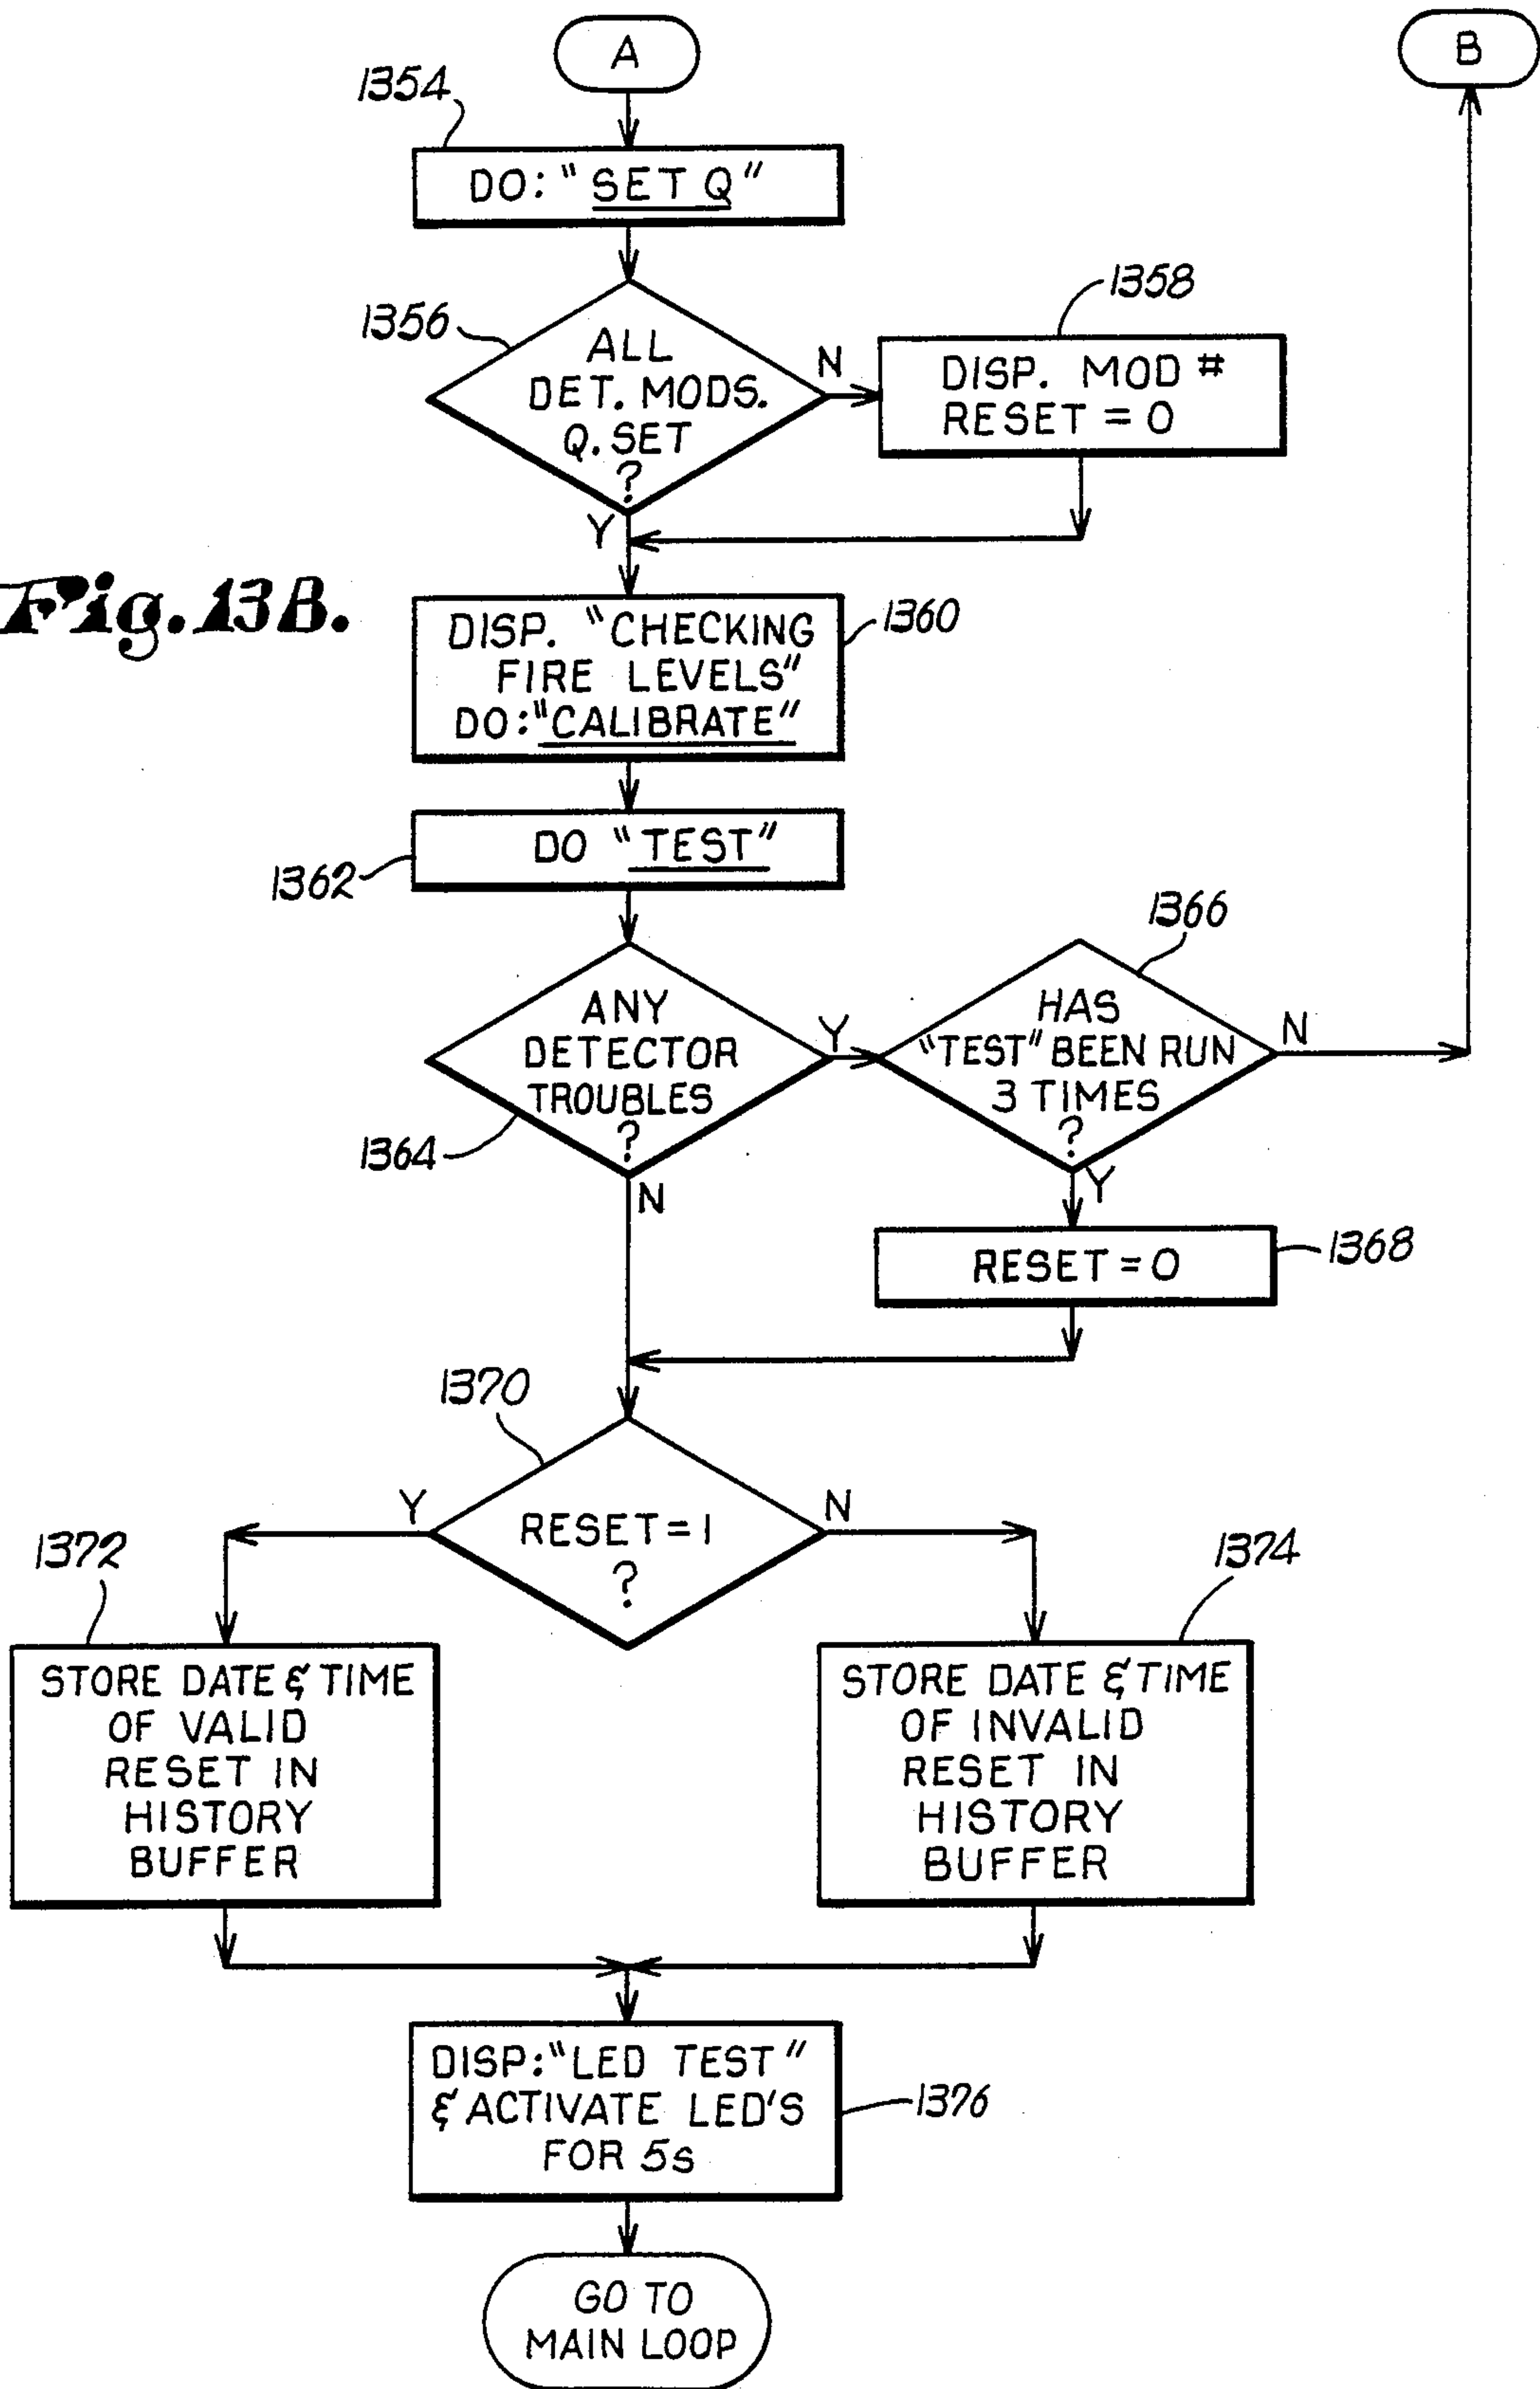 A
B
1354
DO: "SET Q"
1356
ALL
DET. MODS.
Q. SET
?
N
Y
1358
DISP. MOD #
RESET = 0
Fig. 13B.
DISP. "CHECKING
FIRE LEVELS"
DO: "CALIBRATE"
1360
DO "TEST"
1362
ANY
DETECTOR
TROUBLES
?
1364
Y
N
1366
HAS
"TEST" BEEN RUN
3 TIMES
?
N
Y
RESET = 0
1368
1370
RESET = 1
?
Y
N
1372
STORE DATE & TIME
OF VALID
RESET IN
HISTORY
BUFFER
1374
STORE DATE & TIME
OF INVALID
RESET IN
HISTORY
BUFFER
DISP: "LED TEST"
& ACTIVATE LED'S
FOR 5s
1376
GO TO
MAIN LOOP